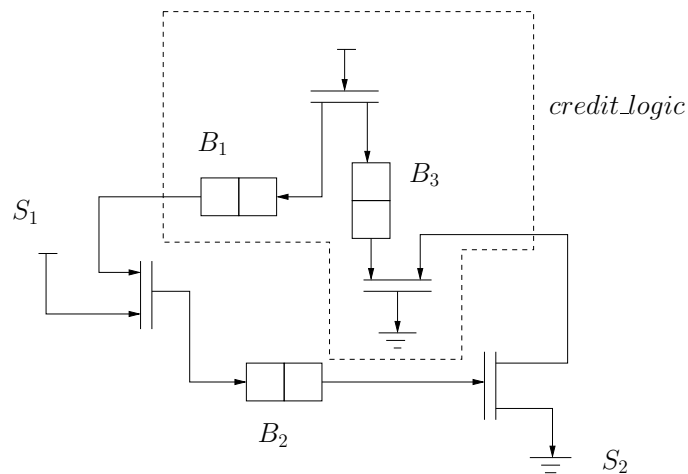 credit_logic
B₁
B₃
S₁
B₂
S₂